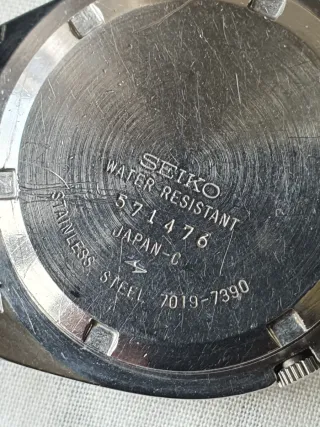 SEIKO
WATER RESISTANT
571476
JAPAN-C
STAINLESS STEEL 7019-7390